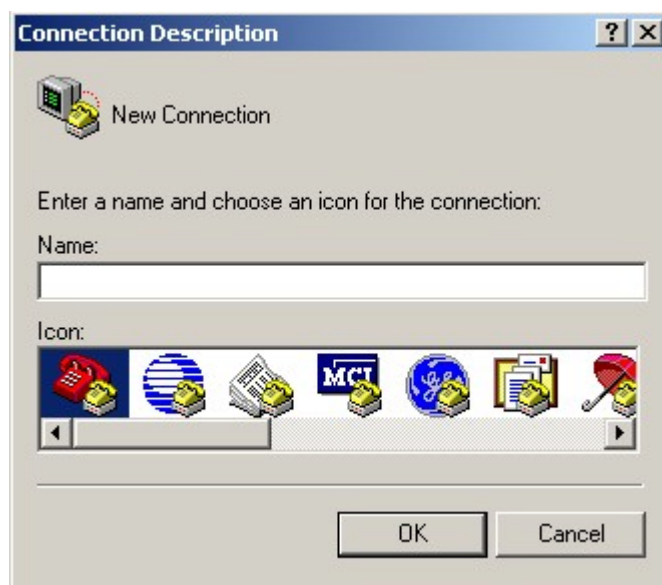 Connection Description
New Connection
Enter a name and choose an icon for the connection:
Name:
Icon:
MCI
OK Cancel